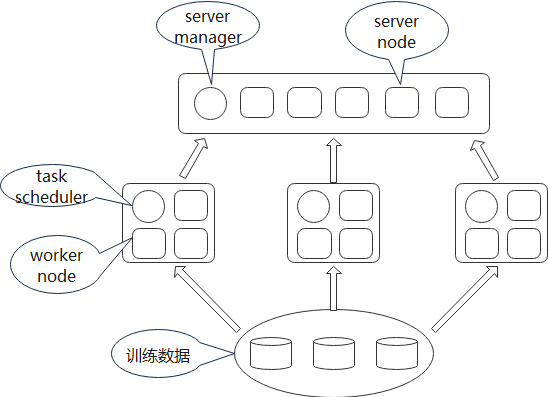 server
manager
server
node
task
scheduler
worker
node
训练数据